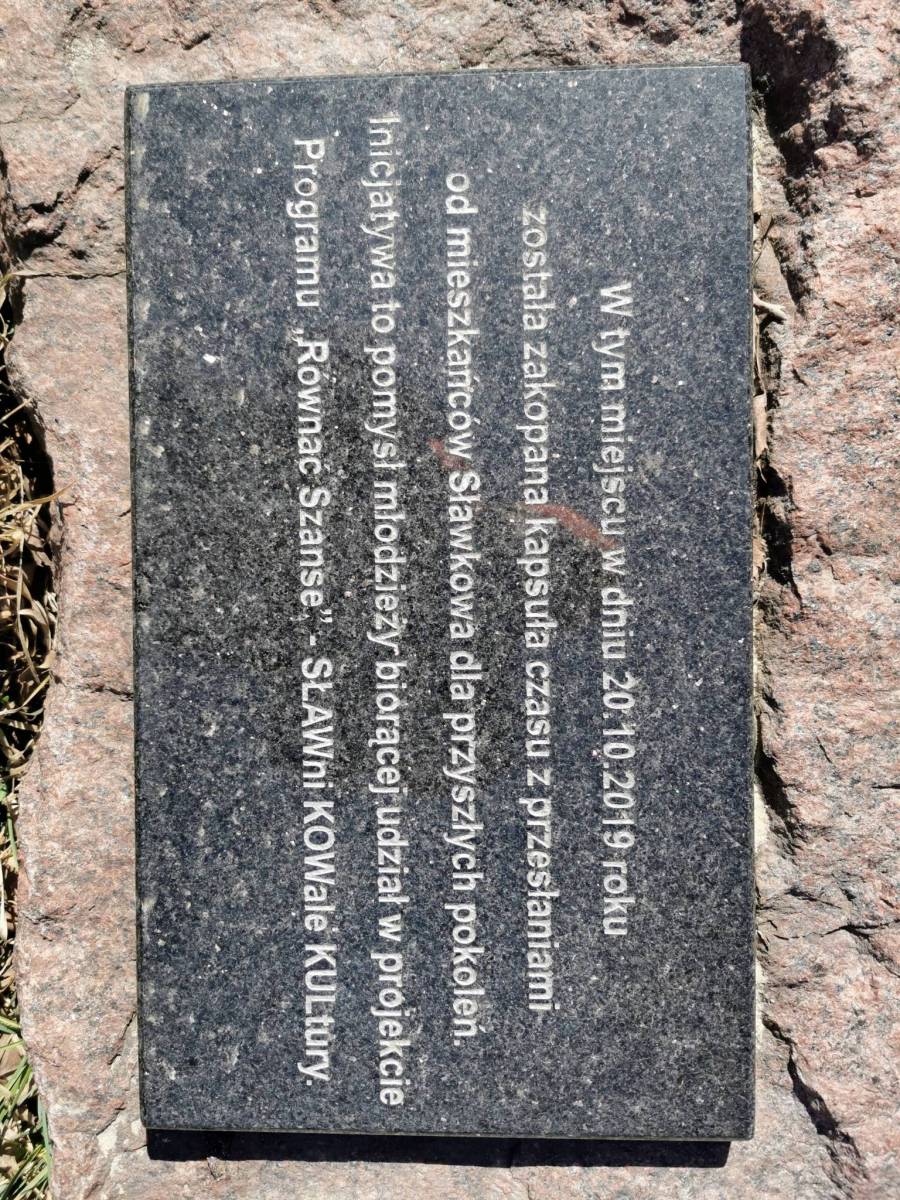 W tym miejscu w dniu 20.10.2019 roku
została zakopana kapsuła czasu z przesłaniami
od mieszkańców Sławkowa dla przyszłych pokoleń.
Inicjatywa to pomysł młodzieży biorącej udział w projekcie
Programu „Równać Szanse”- SŁAWni KOWale KULtury.